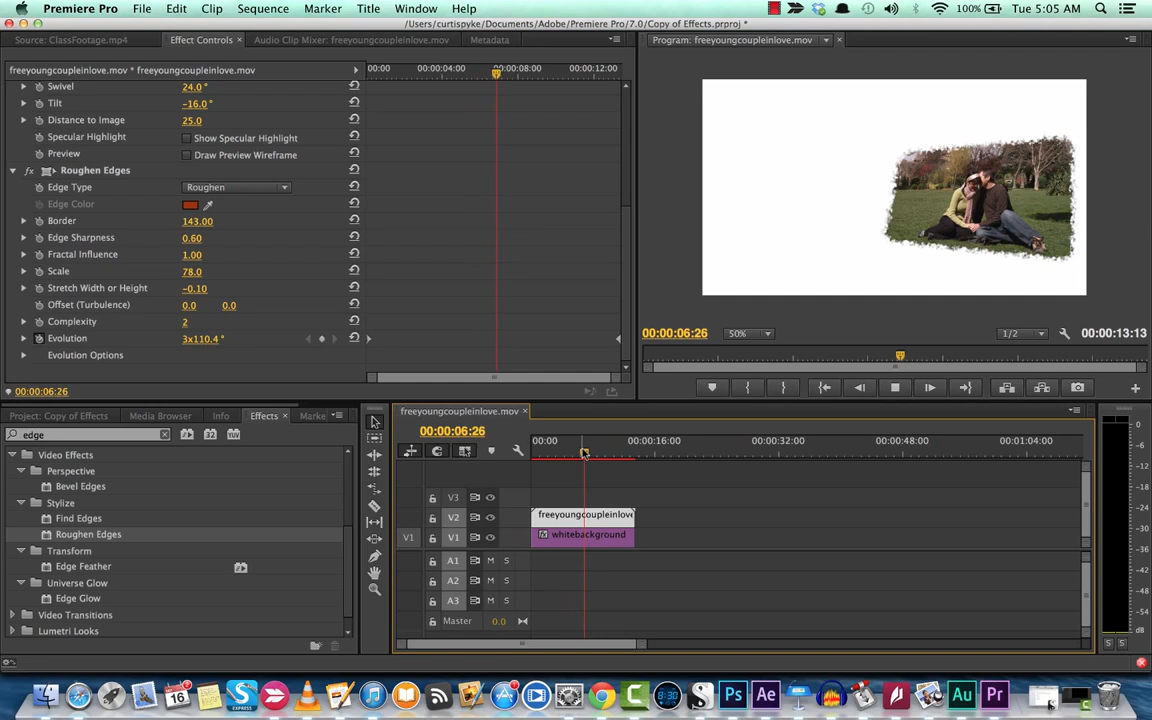 Premiere Pro File Edit Clip Sequence Marker Title Window Help 100% Tue 5:05 AM
/Users/curtispyke/Documents/Adobe/Premiere Pro/7.0/Copy of Effects.prproj *
Source: ClassFootage.mp4 Effect Controls × Audio Clip Mixer: freeyoungcoupleinlove.mov Metadata Program: freeyoungcoupleinlove.mov ×
freeyoungcoupleinlove.mov * freeyoungcoupleinlove.mov 00:00 00:00:04:00 00:00:08:00 00:00:12:00
Swivel 24.0 °
Tilt -16.0 °
Distance to Image 25.0
Specular Highlight Show Specular Highlight
Preview Draw Preview Wireframe
fx Roughen Edges
Edge Type Roughen
Edge Color
Border 143.00
Edge Sharpness 0.60
Fractal Influence 1.00
Scale 78.0
Stretch Width or Height -0.10
Offset (Turbulence) 0.0 0.0
Complexity 2
Evolution 3x110.4 °
Evolution Options
00:00:06:26
00:00:06:26 50% 1/2 00:00:13:13
Project: Copy of Effects Media Browser Info Effects × Marke
edge ×
32 YUV
Video Effects
Perspective
Bevel Edges
Stylize
Find Edges
Roughen Edges
Transform
Edge Feather
Universe Glow
Edge Glow
Video Transitions
Lumetri Looks
freeyoungcoupleinlove.mov ×
00:00:06:26 00:00 00:00:16:00 00:00:32:00 00:00:48:00 00:01:04:00
V3
V2 freeyoungcoupleinlove
V1 V1 fx whitebackground
A1 M S
A2 M S
A3 M S
Master 0.0
0
-6
-12
-18
-24
-30
-36
-42
-48
-54
dB
S S
16 EXPRESS 8:30 Ps Ae Au Pr